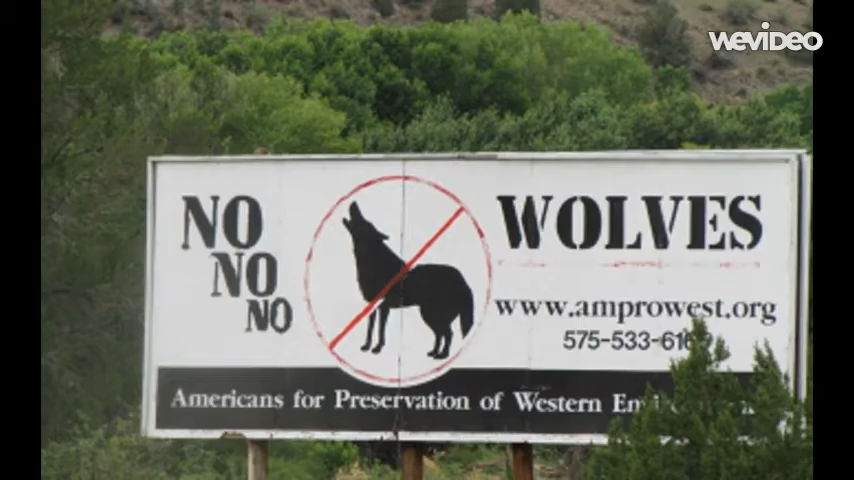 WEVIDEO
NO
NO
NO
WOLVES
www.amprowest.org
575-533-61
Americans for Preservation of Western